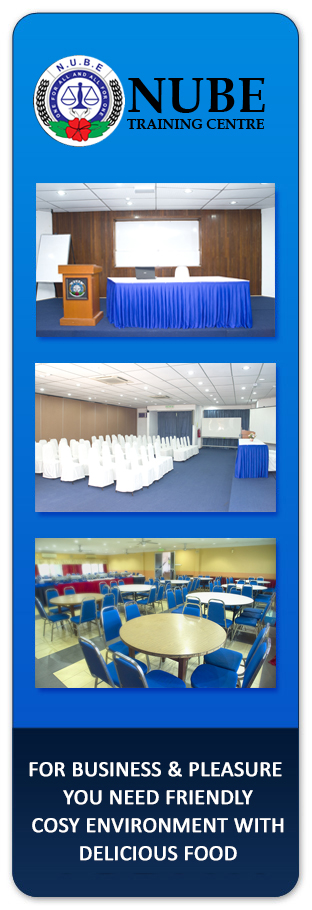 N.U.B.E
ONE FOR ALL AND ALL FOR ONE
NUBE
TRAINING CENTRE
FOR BUSINESS & PLEASURE
YOU NEED FRIENDLY
COSY ENVIRONMENT WITH
DELICIOUS FOOD